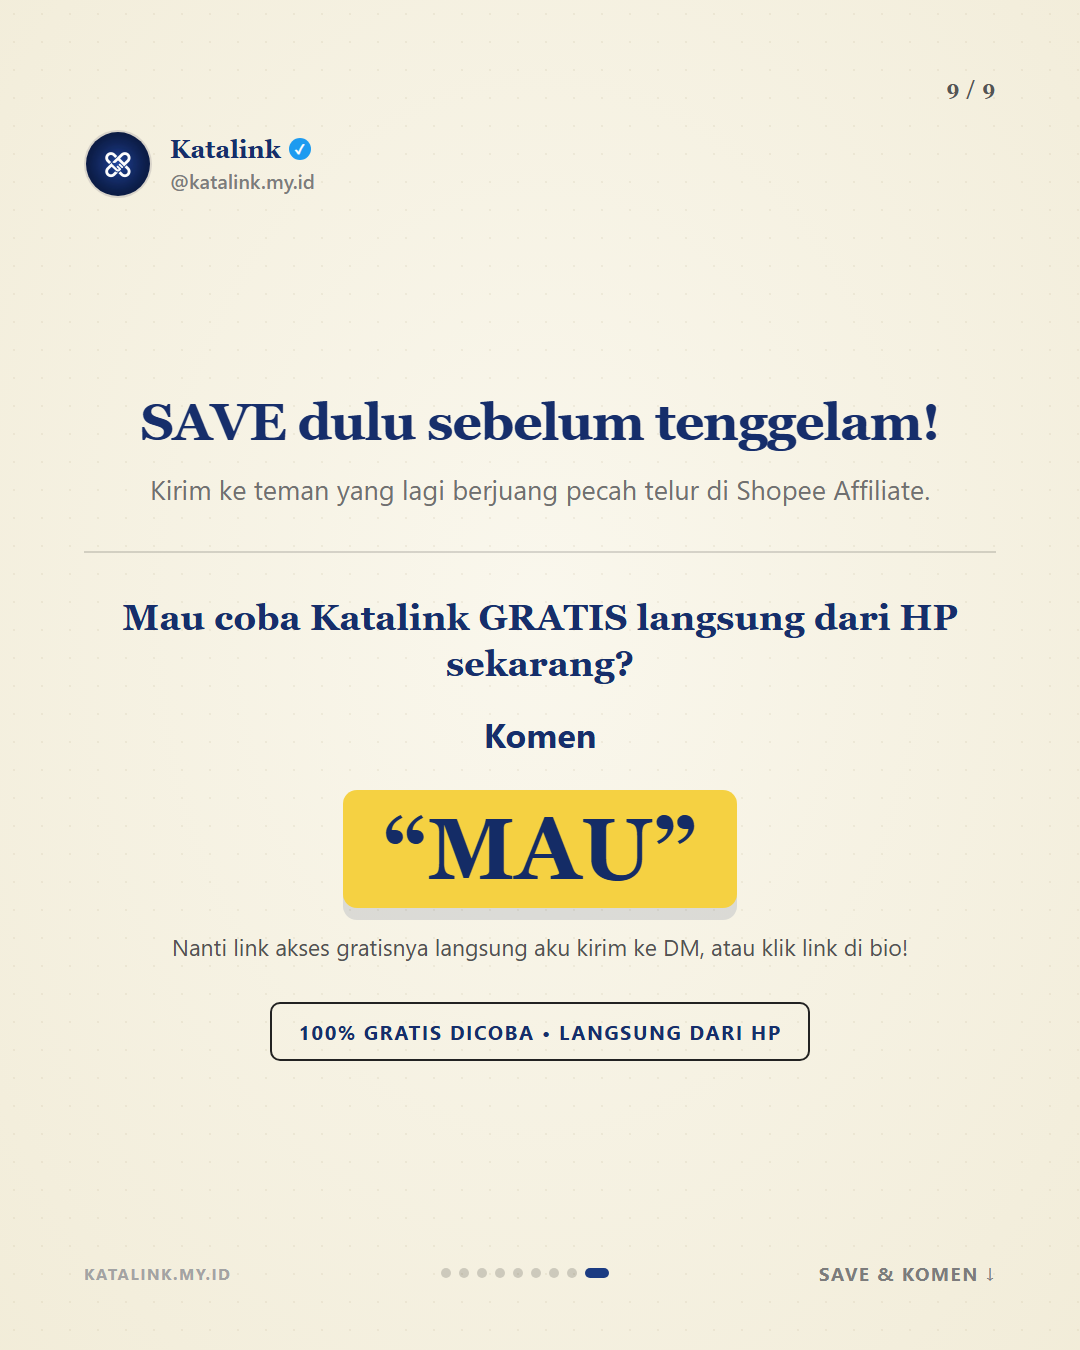 9 / 9
Katalink
@katalink.my.id
SAVE dulu sebelum tenggelam!
Kirim ke teman yang lagi berjuang pecah telur di Shopee Affiliate.
Mau coba Katalink GRATIS langsung dari HP
sekarang?
Komen
“MAU”
Nanti link akses gratisnya langsung aku kirim ke DM, atau klik link di bio!
100% GRATIS DICOBA • LANGSUNG DARI HP
KATALINK.MY.ID
SAVE & KOMEN ↓